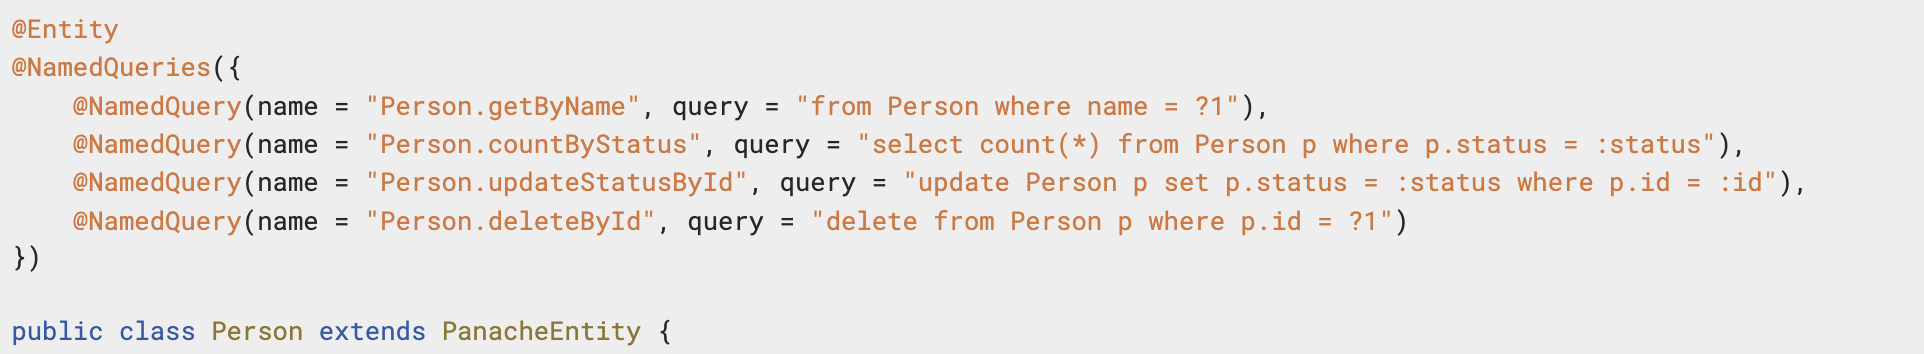 @Entity
@NamedQueries({
    @NamedQuery(name = "Person.getByName", query = "from Person where name = ?1"),
    @NamedQuery(name = "Person.countByStatus", query = "select count(*) from Person p where p.status = :status"),
    @NamedQuery(name = "Person.updateStatusById", query = "update Person p set p.status = :status where p.id = :id"),
    @NamedQuery(name = "Person.deleteById", query = "delete from Person p where p.id = ?1")
})

public class Person extends PanacheEntity {